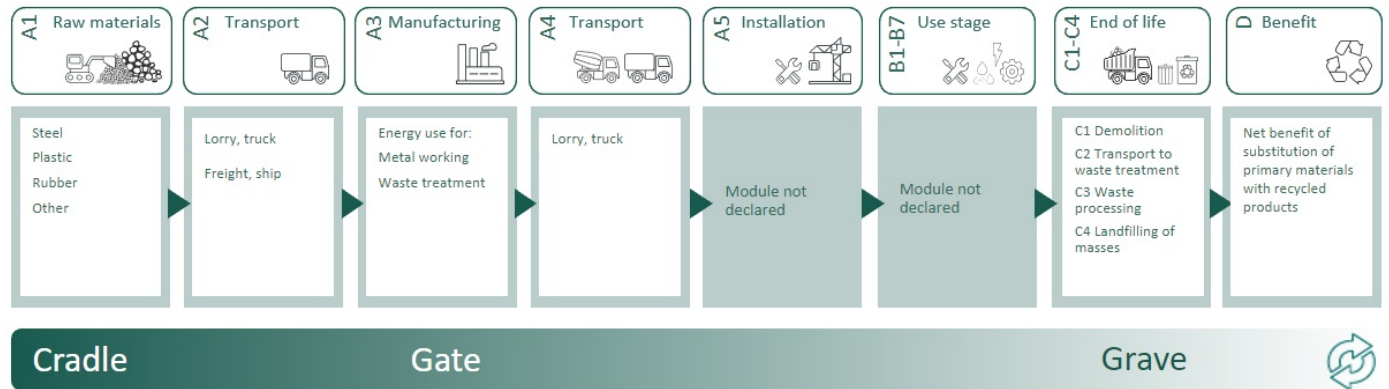 A1 Raw materials
A2 Transport
A3 Manufacturing
A4 Transport
A5 Installation
B1-B7 Use stage
C1-C4 End of life
D Benefit
Steel
Plastic
Rubber
Other
Lorry, truck
Freight, ship
Energy use for:
Metal working
Waste treatment
Lorry, truck
Module not
declared
Module not
declared
C1 Demolition
C2 Transport to
waste treatment
C3 Waste
processing
C4 Landfilling of
masses
Net benefit of
substitution of
primary materials
with recycled
products
Cradle
Gate
Grave